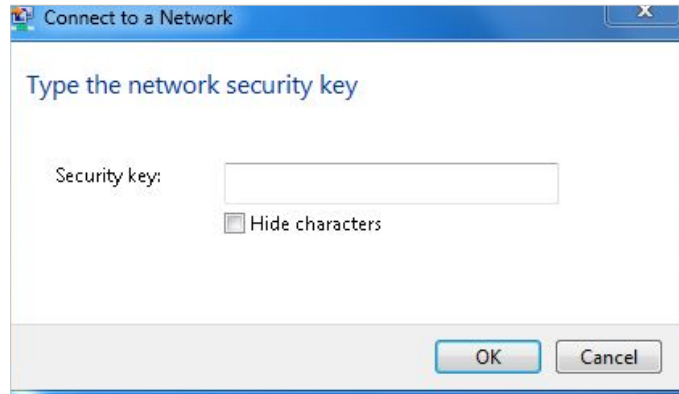 Connect to a Network
X
Type the network security key
Security key:
Hide characters
OK Cancel